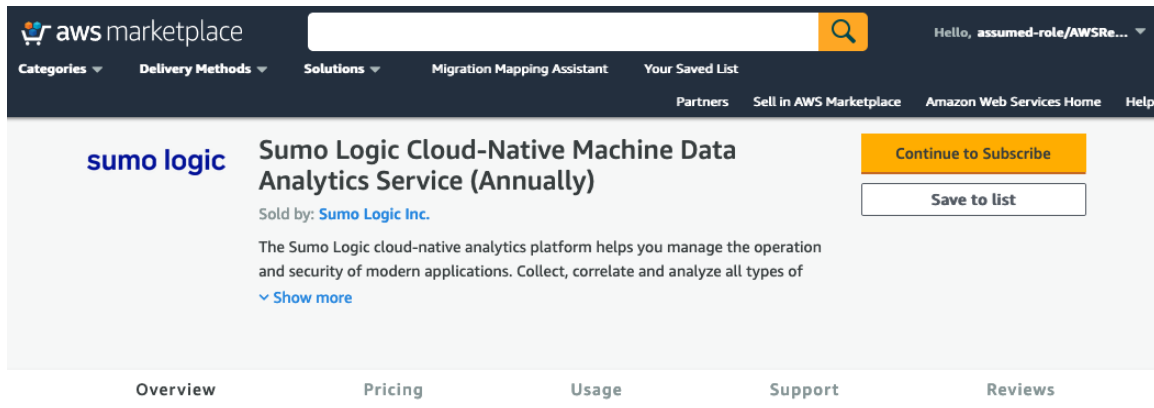 aws marketplace
Hello, assumed-role/AWSRe...
Categories Delivery Methods Solutions Migration Mapping Assistant Your Saved List
Partners Sell in AWS Marketplace Amazon Web Services Home Help
sumo logic
Sumo Logic Cloud-Native Machine Data
Analytics Service (Annually)
Sold by: Sumo Logic Inc.
The Sumo Logic cloud-native analytics platform helps you manage the operation
and security of modern applications. Collect, correlate and analyze all types of
Show more
Continue to Subscribe
Save to list
Overview Pricing Usage Support Reviews